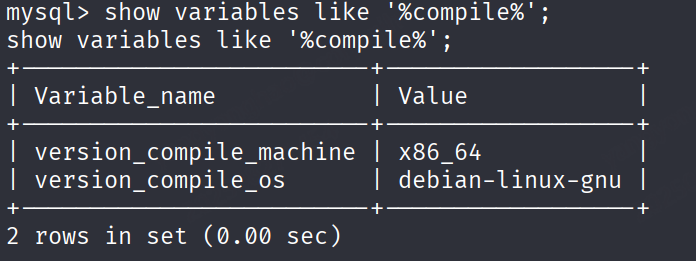 mysql> show variables like '%compile%';
show variables like '%compile%';
+-------------------------+------------------+
| Variable_name           | Value            |
+-------------------------+------------------+
| version_compile_machine | x86_64           |
| version_compile_os      | debian-linux-gnu |
+-------------------------+------------------+
2 rows in set (0.00 sec)